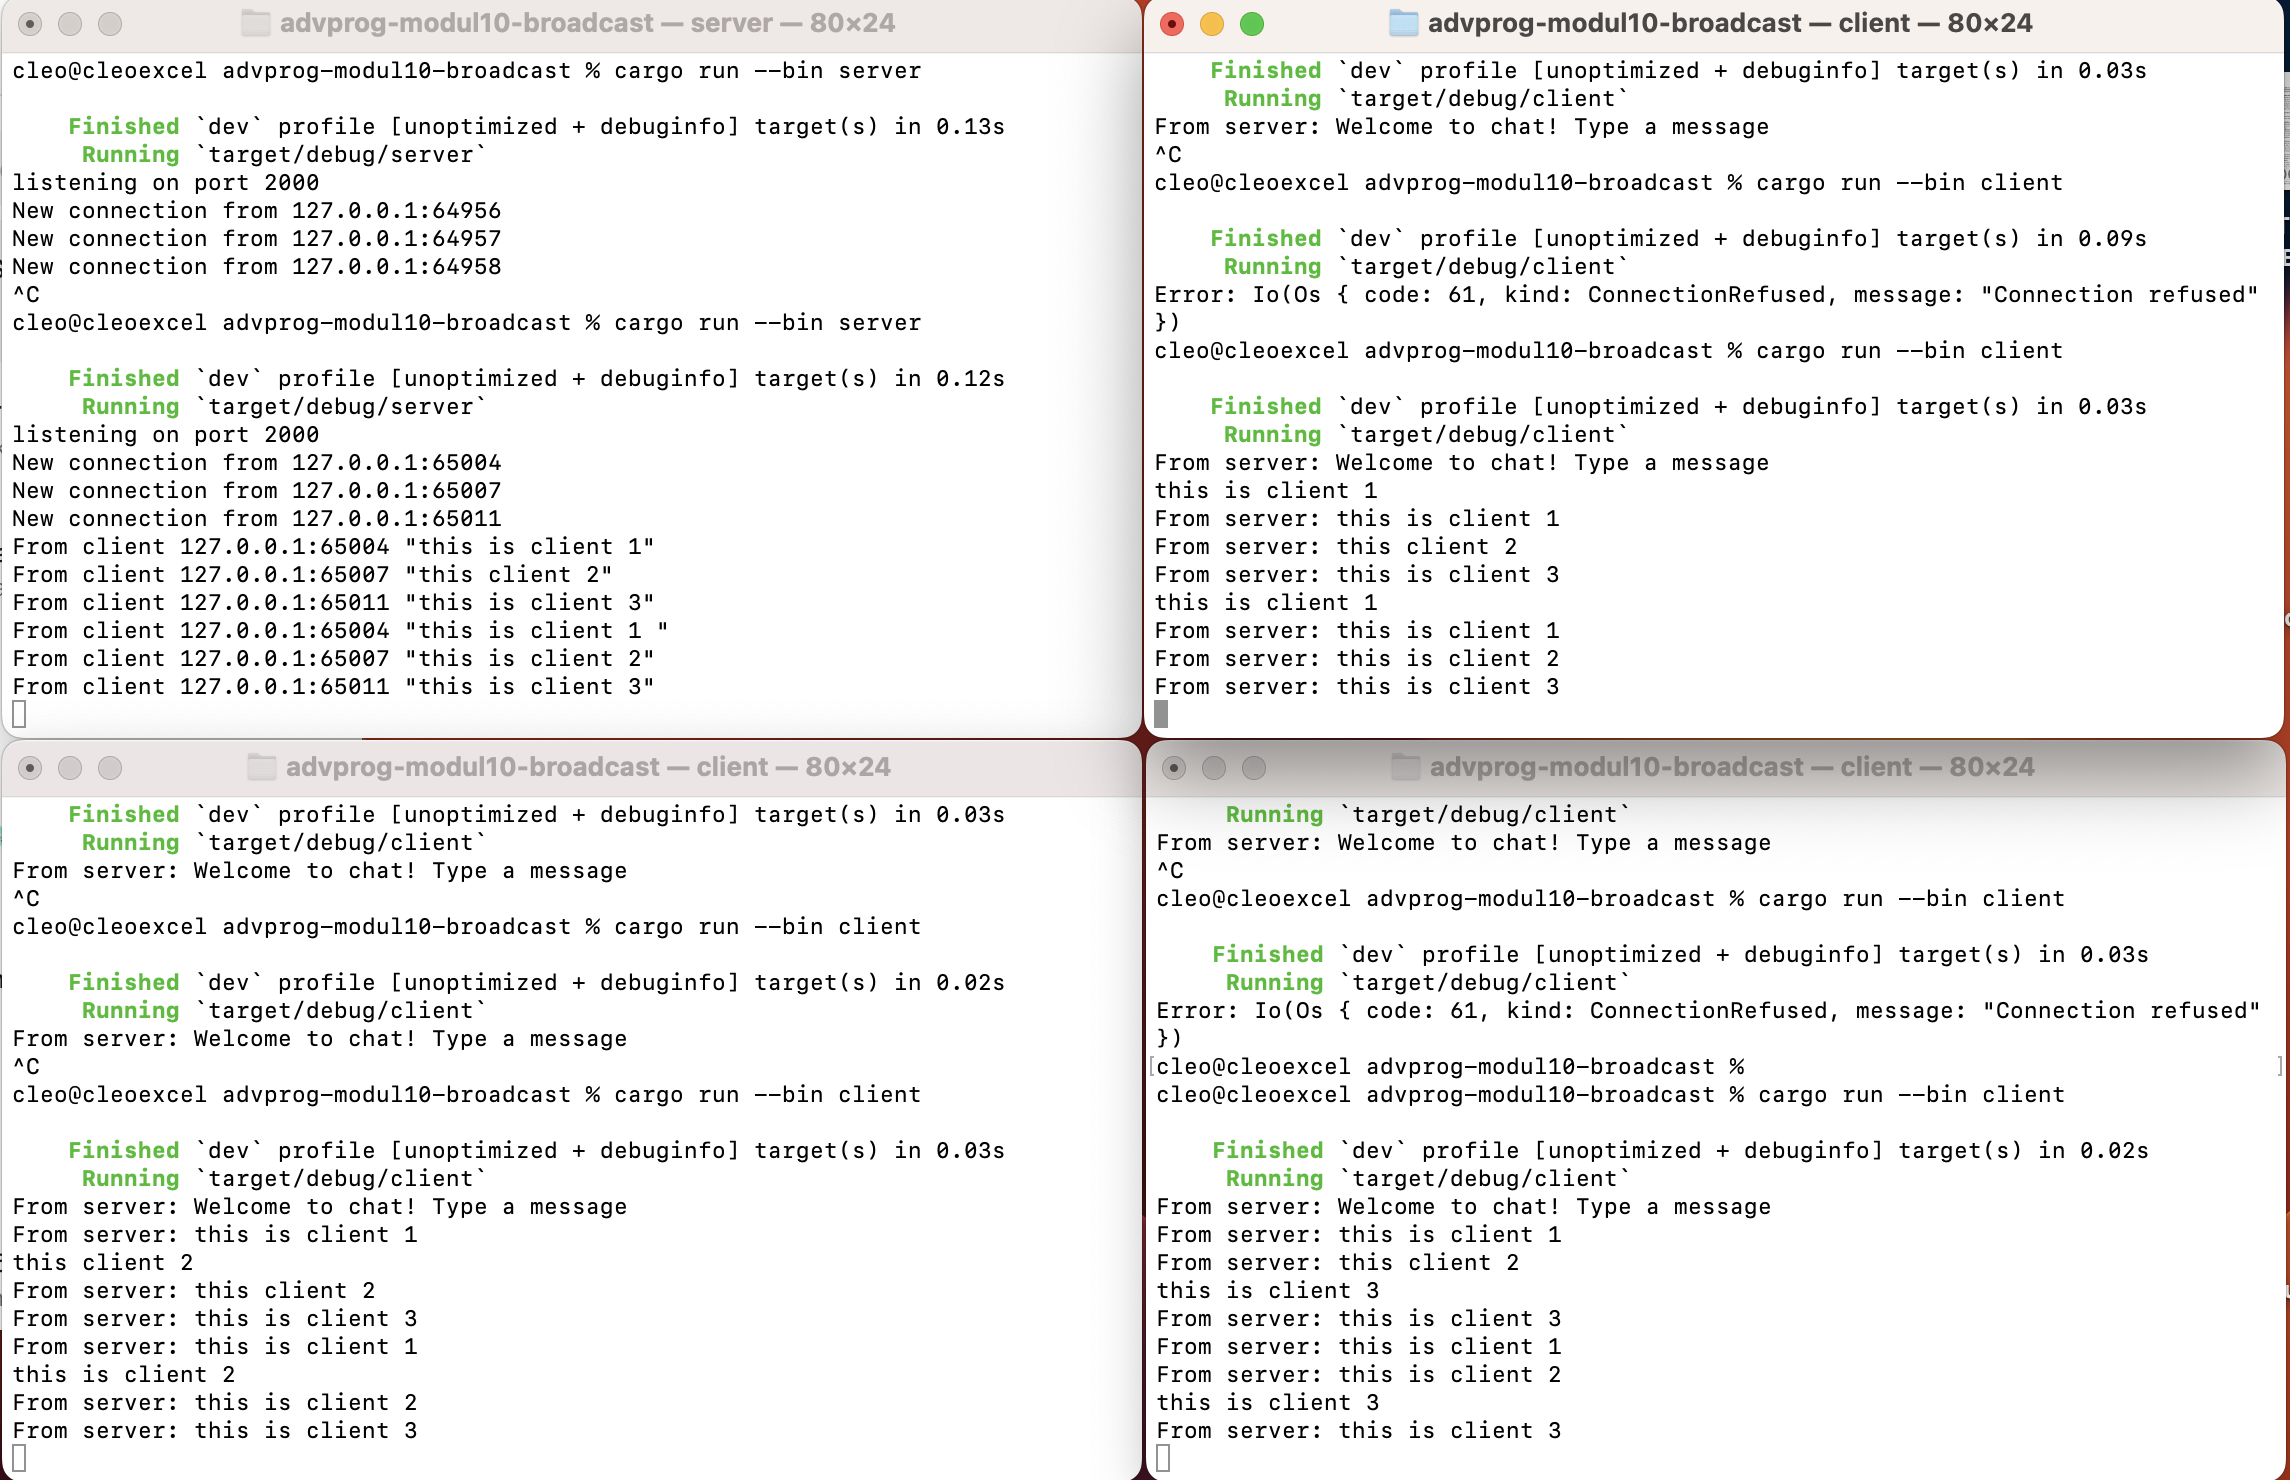 advprog-modul10-broadcast — server — 80×24
cleo@cleoexcel advprog-modul10-broadcast % cargo run --bin server
Finished `dev` profile [unoptimized + debuginfo] target(s) in 0.13s
Running `target/debug/server`
listening on port 2000
New connection from 127.0.0.1:64956
New connection from 127.0.0.1:64957
New connection from 127.0.0.1:64958
^C
cleo@cleoexcel advprog-modul10-broadcast % cargo run --bin server
Finished `dev` profile [unoptimized + debuginfo] target(s) in 0.12s
Running `target/debug/server`
listening on port 2000
New connection from 127.0.0.1:65004
New connection from 127.0.0.1:65007
New connection from 127.0.0.1:65011
From client 127.0.0.1:65004 "this is client 1"
From client 127.0.0.1:65007 "this client 2"
From client 127.0.0.1:65011 "this is client 3"
From client 127.0.0.1:65004 "this is client 1 "
From client 127.0.0.1:65007 "this is client 2"
From client 127.0.0.1:65011 "this is client 3"
advprog-modul10-broadcast — client — 80×24
Finished `dev` profile [unoptimized + debuginfo] target(s) in 0.03s
Running `target/debug/client`
From server: Welcome to chat! Type a message
^C
cleo@cleoexcel advprog-modul10-broadcast % cargo run --bin client
Finished `dev` profile [unoptimized + debuginfo] target(s) in 0.09s
Running `target/debug/client`
Error: Io(Os { code: 61, kind: ConnectionRefused, message: "Connection refused"
})
cleo@cleoexcel advprog-modul10-broadcast % cargo run --bin client
Finished `dev` profile [unoptimized + debuginfo] target(s) in 0.03s
Running `target/debug/client`
From server: Welcome to chat! Type a message
this is client 1
From server: this is client 1
From server: this client 2
From server: this is client 3
this is client 1
From server: this is client 1
From server: this is client 2
From server: this is client 3
advprog-modul10-broadcast — client — 80×24
Finished `dev` profile [unoptimized + debuginfo] target(s) in 0.03s
Running `target/debug/client`
From server: Welcome to chat! Type a message
^C
cleo@cleoexcel advprog-modul10-broadcast % cargo run --bin client
Finished `dev` profile [unoptimized + debuginfo] target(s) in 0.02s
Running `target/debug/client`
From server: Welcome to chat! Type a message
^C
cleo@cleoexcel advprog-modul10-broadcast % cargo run --bin client
Finished `dev` profile [unoptimized + debuginfo] target(s) in 0.03s
Running `target/debug/client`
From server: Welcome to chat! Type a message
From server: this is client 1
this client 2
From server: this client 2
From server: this is client 3
From server: this is client 1
this is client 2
From server: this is client 2
From server: this is client 3
advprog-modul10-broadcast — client — 80×24
Running `target/debug/client`
From server: Welcome to chat! Type a message
^C
cleo@cleoexcel advprog-modul10-broadcast % cargo run --bin client
Finished `dev` profile [unoptimized + debuginfo] target(s) in 0.03s
Running `target/debug/client`
Error: Io(Os { code: 61, kind: ConnectionRefused, message: "Connection refused"
})
[cleo@cleoexcel advprog-modul10-broadcast % ]
cleo@cleoexcel advprog-modul10-broadcast % cargo run --bin client
Finished `dev` profile [unoptimized + debuginfo] target(s) in 0.02s
Running `target/debug/client`
From server: Welcome to chat! Type a message
From server: this is client 1
From server: this client 2
this is client 3
From server: this is client 3
From server: this is client 1
From server: this is client 2
this is client 3
From server: this is client 3